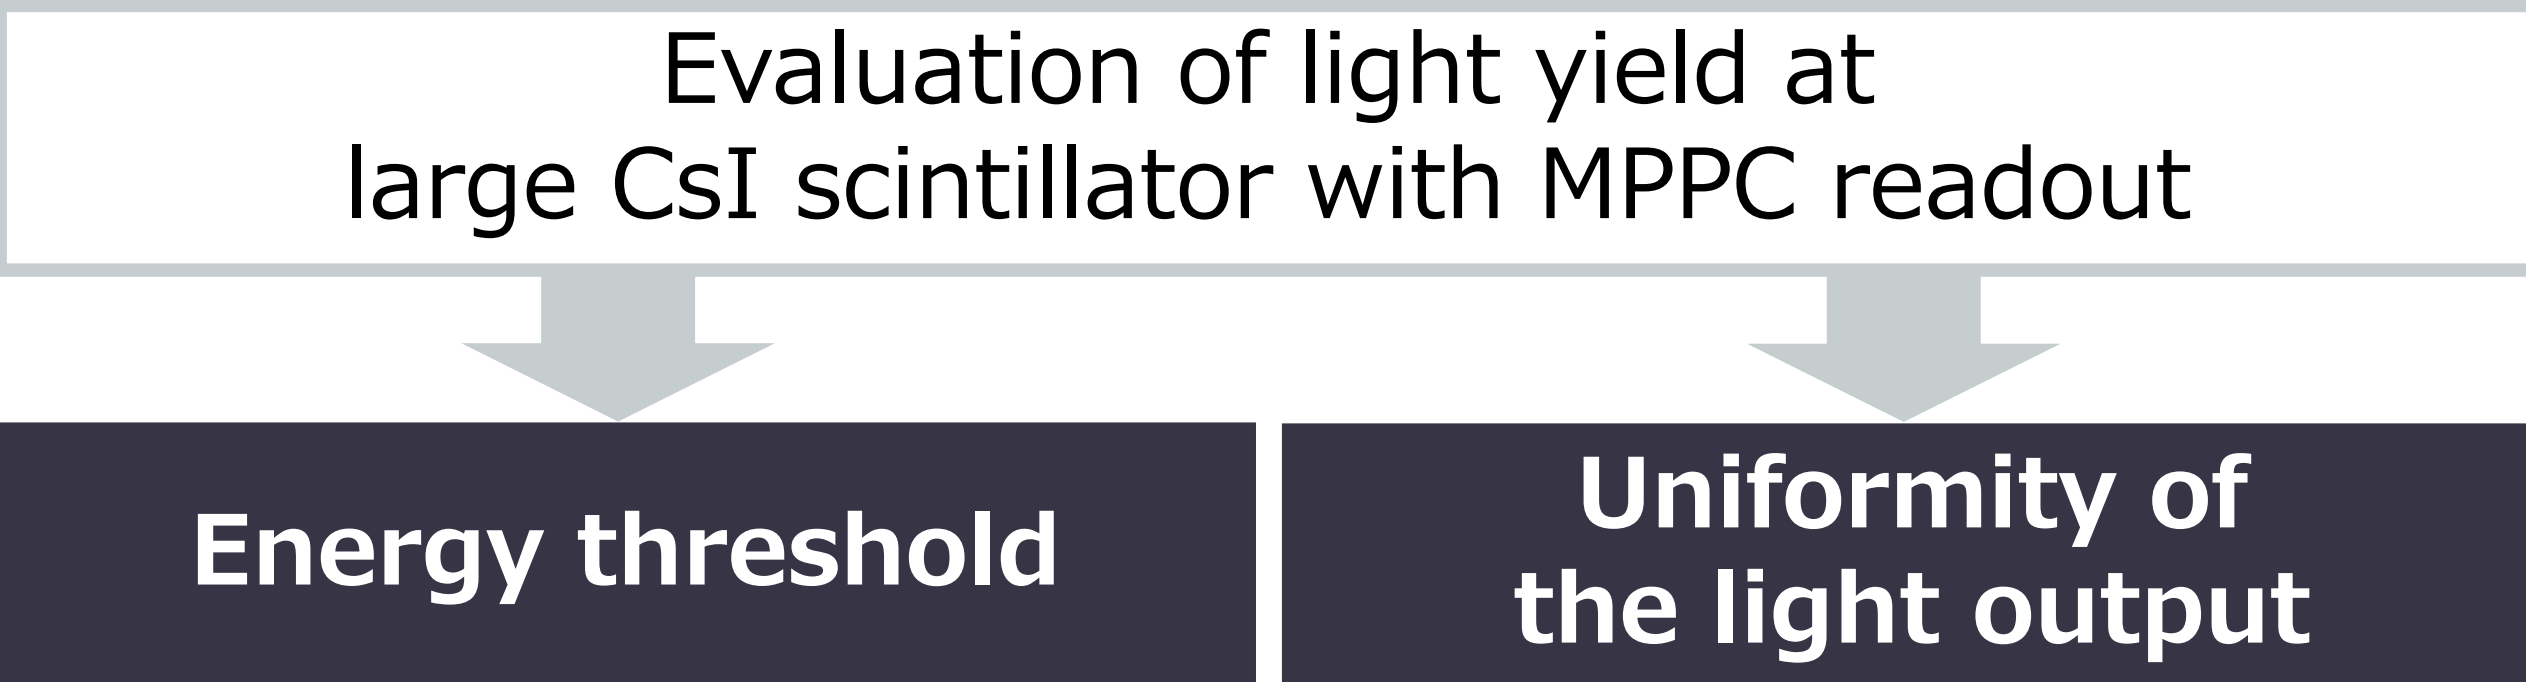 Evaluation of light yield at
large CsI scintillator with MPPC readout
Energy threshold
Uniformity of
the light output